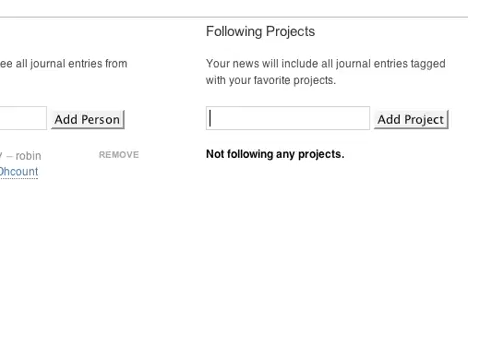 Following Projects
ee all journal entries from
Your news will include all journal entries tagged
with your favorite projects.
Add Person
Add Project
– robin
REMOVE
Ohcount
Not following any projects.